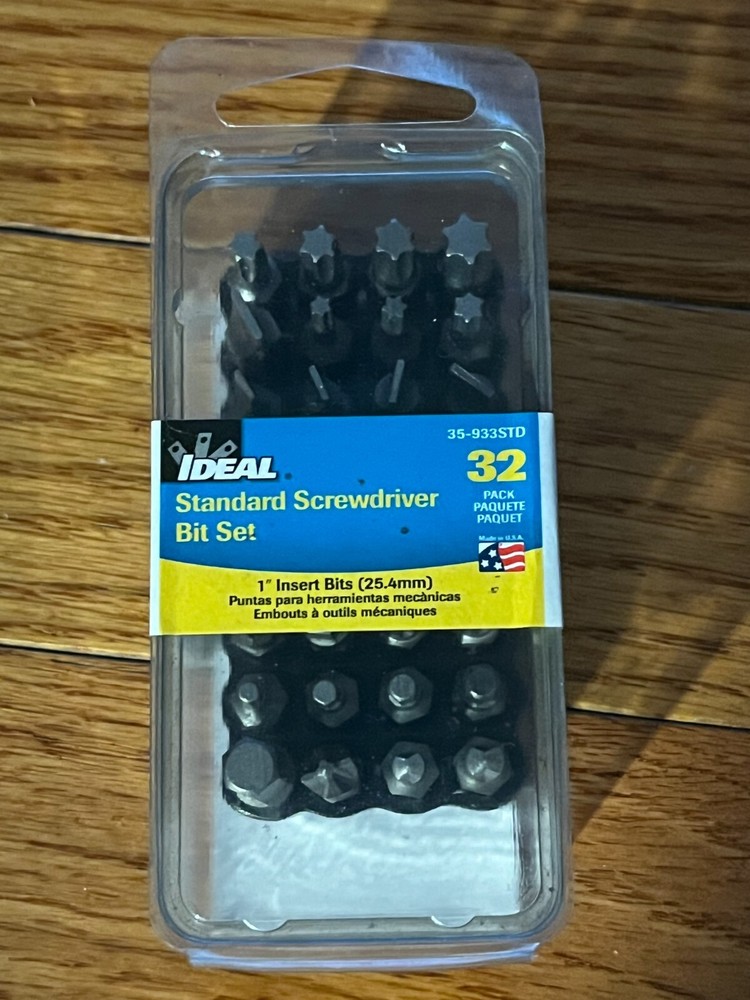 35-933STD
IDEAL
32
Standard Screwdriver
Bit Set
PACK
PAQUETE
PAQUET
Made in U.S.A.
1" Insert Bits (25.4mm)
Puntas para herramientas mecànicas
Embouts à outils mécaniques